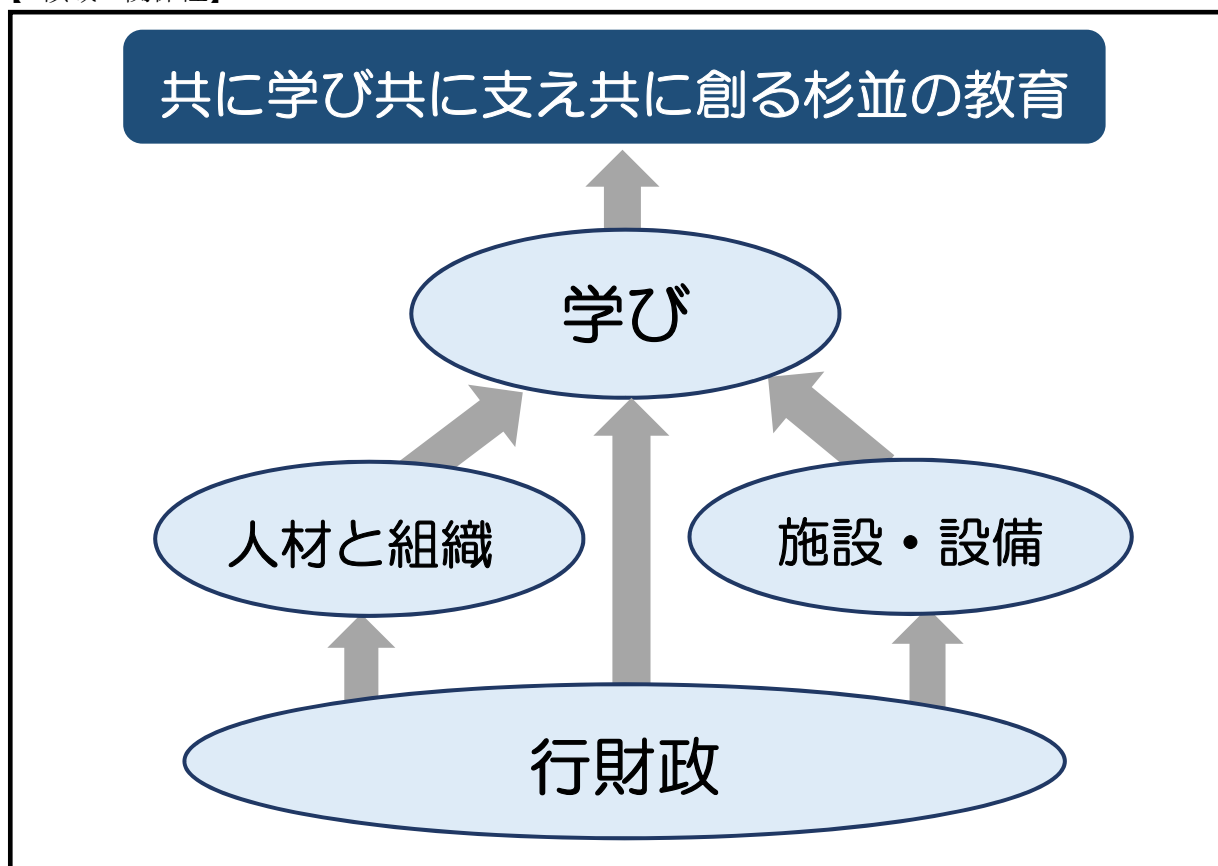 共に学び共に支え共に創る杉並の教育
学び
人材と組織
施設・設備
行財政